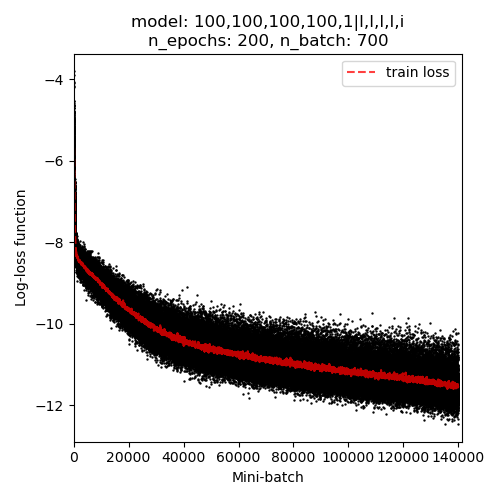 model: 100,100,100,100,1|l,l,l,l,i
n_epochs: 200, n_batch: 700
train loss
Log-loss function
−4
−6
−8
−10
−12
0 20000 40000 60000 80000 100000 120000 140000
Mini-batch